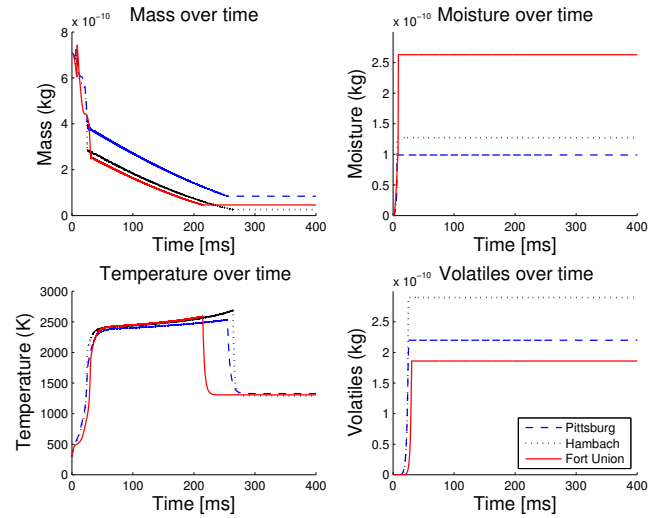 Mass over time
Moisture over time
x 10⁻¹⁰
x 10⁻¹⁰
8
6
4
2
0
Mass (kg)
0
100
200
300
400
Time [ms]
2.5
2
1.5
1
0.5
0
Moisture (kg)
0
100
200
300
400
Time [ms]
Temperature over time
Volatiles over time
3000
2500
2000
1500
1000
500
0
Temperature (K)
0
100
200
300
400
Time [ms]
x 10⁻¹⁰
2.5
2
1.5
1
0.5
0
Volatiles (kg)
0
100
200
300
400
Time [ms]
Pittsburg
Hambach
Fort Union